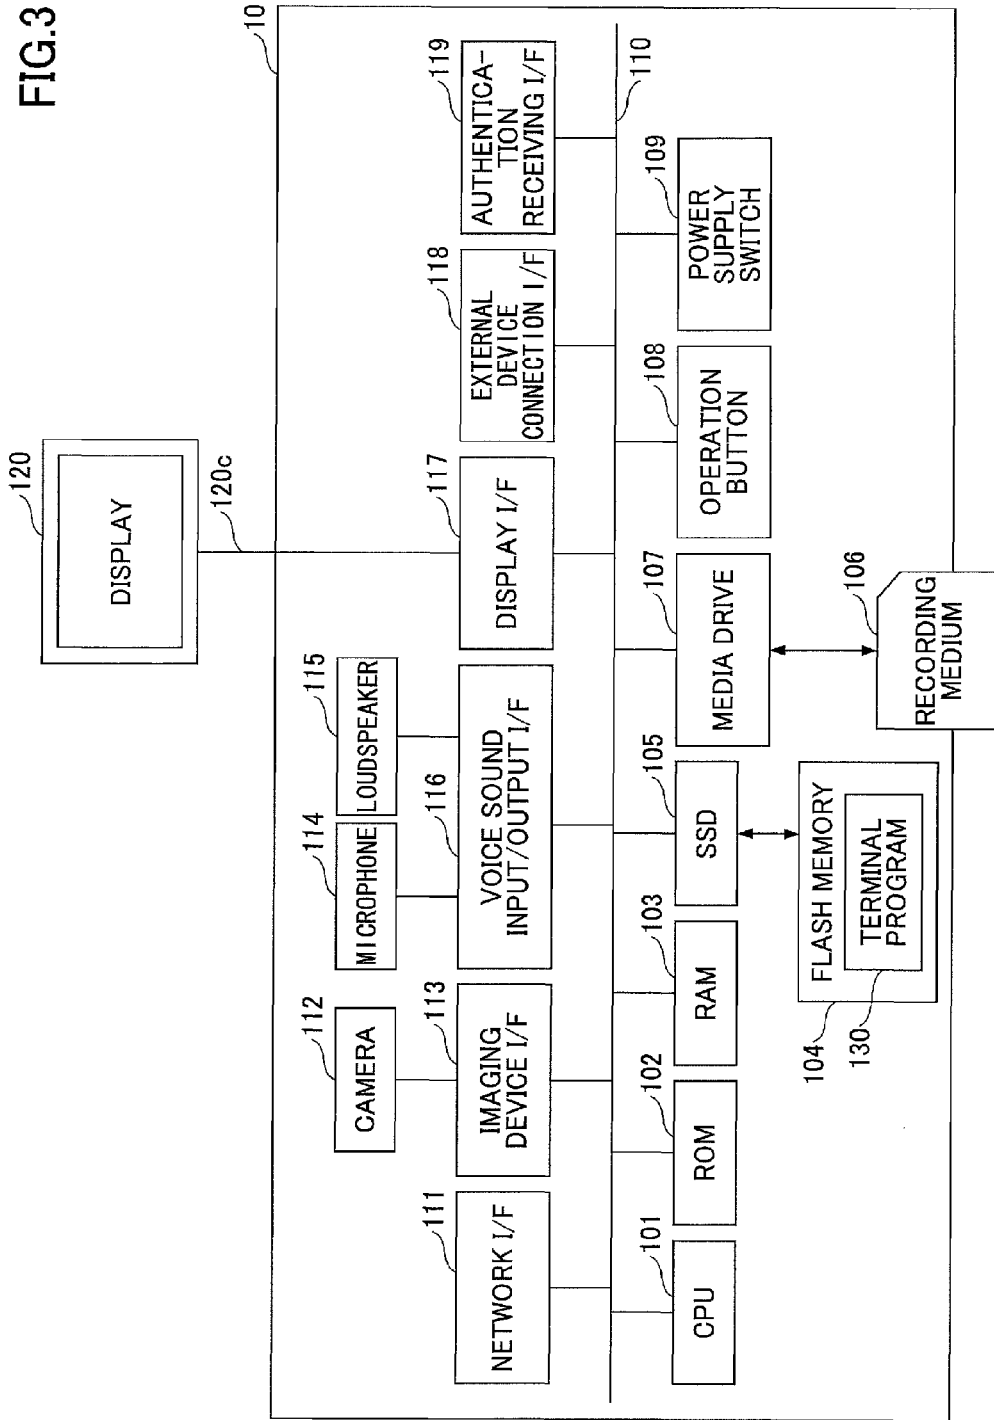 FIG.3
10
120
DISPLAY
120c
112
CAMERA
114
MICROPHONE
115
LOUDSPEAKER
111
NETWORK I/F
113
IMAGING
DEVICE I/F
116
VOICE SOUND
INPUT/OUTPUT I/F
117
DISPLAY I/F
118
EXTERNAL
DEVICE
CONNECTION I/F
119
AUTHENTICA-
TION
RECEIVING I/F
110
101
CPU
102
ROM
103
RAM
105
SSD
107
MEDIA DRIVE
108
OPERATION
BUTTON
109
POWER
SUPPLY
SWITCH
104
FLASH MEMORY
130
TERMINAL
PROGRAM
106
RECORDING
MEDIUM